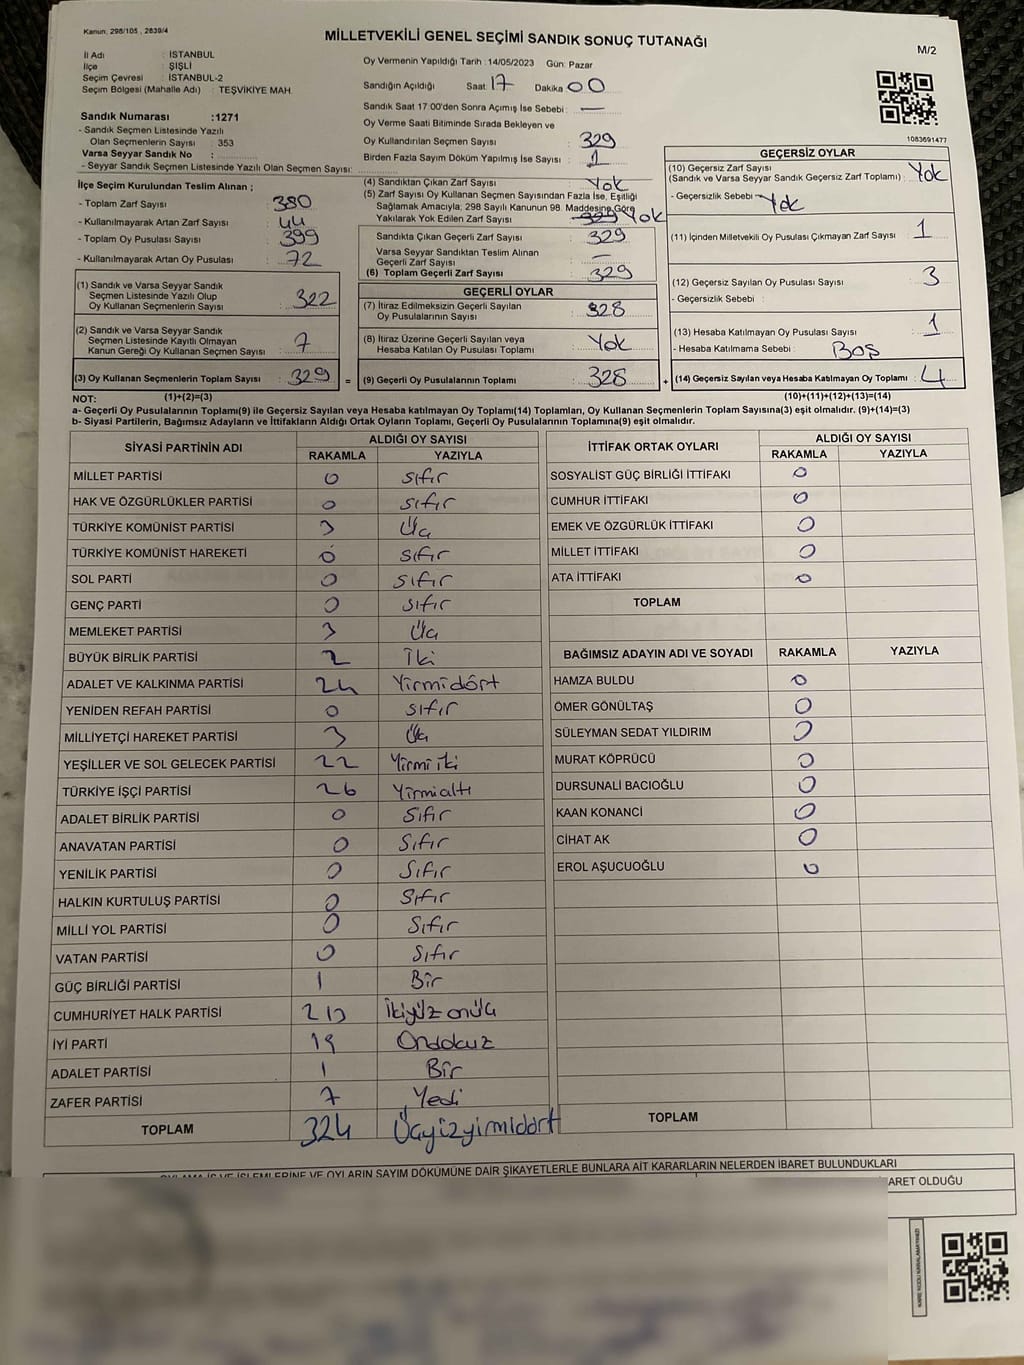 Kanun: 298/105 , 2839/4
MİLLETVEKİLİ GENEL SEÇİMİ SANDIK SONUÇ TUTANAĞI
M/2
İl Adı : İSTANBUL
İlçe : ŞİŞLİ
Seçim Çevresi : İSTANBUL-2
Seçim Bölgesi (Mahalle Adı) : TEŞVİKİYE MAH.
Oy Vermenin Yapıldığı Tarih : 14/05/2023 Gün: Pazar
Sandığın Açıldığı Saat: 17 Dakika 00
Sandık Saat 17:00'den Sonra Açımış İse Sebebi : —
Oy Verme Saati Bitiminde Sırada Bekleyen ve
Oy Kullandırılan Seçmen Sayısı : 329
Birden Fazla Sayım Döküm Yapılmış İse Sayısı : 1
Sandık Numarası :1271
- Sandık Seçmen Listesinde Yazılı
Olan Seçmenlerin Sayısı : 353
Varsa Seyyar Sandık No :
- Seyyar Sandık Seçmen Listesinde Yazılı Olan Seçmen Sayısı:
1083691477
İlçe Seçim Kurulundan Teslim Alınan ;
- Toplam Zarf Sayısı : 380
- Kullanılmayarak Artan Zarf Sayısı : 44
- Toplam Oy Pusulası Sayısı : 399
- Kullanılmayarak Artan Oy Pusulası : 72
(1) Sandık ve Varsa Seyyar Sandık
Seçmen Listesinde Yazılı Olup
Oy Kullanan Seçmenlerin Sayısı : 322
(2) Sandık ve Varsa Seyyar Sandık
Seçmen Listesinde Kayıtlı Olmayan
Kanun Gereği Oy Kullanan Seçmen Sayısı : 7
(3) Oy Kullanan Seçmenlerin Toplam Sayısı : 329 =
(4) Sandıktan Çıkan Zarf Sayısı : Yok
(5) Zarf Sayısı Oy Kullanan Seçmen Sayısından Fazla İse, Eşitliği
Sağlamak Amacıyla; 298 Sayılı Kanunun 98. Maddesine Göre
Yakılarak Yok Edilen Zarf Sayısı : 329 Yok
Sandıkta Çıkan Geçerli Zarf Sayısı : 329
Varsa Seyyar Sandıktan Teslim Alınan
Geçerli Zarf Sayısı : —
(6) Toplam Geçerli Zarf Sayısı : 329
GEÇERLİ OYLAR
(7) İtiraz Edilmeksizin Geçerli Sayılan
Oy Pusulalarının Sayısı : 328
(8) İtiraz Üzerine Geçerli Sayılan veya
Hesaba Katılan Oy Pusulası Toplamı : Yok
(9) Geçerli Oy Pusulalarının Toplamı : 328 +
GEÇERSİZ OYLAR
(10) Geçersiz Zarf Sayısı
(Sandık ve Varsa Seyyar Sandık Geçersiz Zarf Toplamı) : Yok
- Geçersizlik Sebebi : Yok
(11) İçinden Milletvekili Oy Pusulası Çıkmayan Zarf Sayısı : 1
(12) Geçersiz Sayılan Oy Pusulası Sayısı : 3
- Geçersizlik Sebebi :
(13) Hesaba Katılmayan Oy Pusulası Sayısı : 1
- Hesaba Katılmama Sebebi : Boş
(14) Geçersiz Sayılan veya Hesaba Katılmayan Oy Toplamı : 4
NOT: (1)+(2)=(3) (10)+(11)+(12)+(13)=(14)
a- Geçerli Oy Pusulalarının Toplamı(9) ile Geçersiz Sayılan veya Hesaba katılmayan Oy Toplamı(14) Toplamları, Oy Kullanan Seçmenlerin Toplam Sayısına(3) eşit olmalıdır. (9)+(14)=(3)
b- Siyasi Partilerin, Bağımsız Adayların ve İttifakların Aldığı Ortak Oyların Toplamı, Geçerli Oy Pusulalarının Toplamına(9) eşit olmalıdır.
SİYASİ PARTİNİN ADI ALDIĞI OY SAYISI
RAKAMLA YAZIYLA
MİLLET PARTİSİ 0 sıfır
HAK VE ÖZGÜRLÜKLER PARTİSİ 0 sıfır
TÜRKİYE KOMÜNİST PARTİSİ 3 Üç
TÜRKİYE KOMÜNİST HAREKETİ 0 sıfır
SOL PARTİ 0 sıfır
GENÇ PARTİ 0 sıfır
MEMLEKET PARTİSİ 3 Üç
BÜYÜK BİRLİK PARTİSİ 2 İki
ADALET VE KALKINMA PARTİSİ 24 Yirmidört
YENİDEN REFAH PARTİSİ 0 sıfır
MİLLİYETÇİ HAREKET PARTİSİ 3 Üç
YEŞİLLER VE SOL GELECEK PARTİSİ 22 Yirmi iki
TÜRKİYE İŞÇİ PARTİSİ 26 Yirmialtı
ADALET BİRLİK PARTİSİ 0 Sıfır
ANAVATAN PARTİSİ 0 Sıfır
YENİLİK PARTİSİ 0 Sıfır
HALKIN KURTULUŞ PARTİSİ 0 Sıfır
MİLLİ YOL PARTİSİ 0 Sıfır
VATAN PARTİSİ 0 Sıfır
GÜÇ BİRLİĞİ PARTİSİ 1 Bir
CUMHURİYET HALK PARTİSİ 213 İkiyüz onüç
İYİ PARTİ 19 Ondokuz
ADALET PARTİSİ 1 Bir
ZAFER PARTİSİ 7 Yedi
TOPLAM 324 Üçyüzyirmidört
İTTİFAK ORTAK OYLARI ALDIĞI OY SAYISI
RAKAMLA YAZIYLA
SOSYALİST GÜÇ BİRLİĞİ İTTİFAKI 0
CUMHUR İTTİFAKI 0
EMEK VE ÖZGÜRLÜK İTTİFAKI 0
MİLLET İTTİFAKI 0
ATA İTTİFAKI 0
TOPLAM
BAĞIMSIZ ADAYIN ADI VE SOYADI RAKAMLA YAZIYLA
HAMZA BULDU 0
ÖMER GÖNÜLTAŞ 0
SÜLEYMAN SEDAT YILDIRIM 0
MURAT KÖPRÜCÜ 0
DURSUNALİ BACIOĞLU 0
KAAN KONANCİ 0
CİHAT AK 0
EROL AŞUCUOĞLU 0
TOPLAM
OYLAMA İŞ VE İŞLEMLERİNE VE OYLARIN SAYIM DÖKÜMÜNE DAİR ŞİKAYETLERLE BUNLARA AİT KARARLARIN NELERDEN İBARET BULUNDUKLARI
ARET OLDUĞU